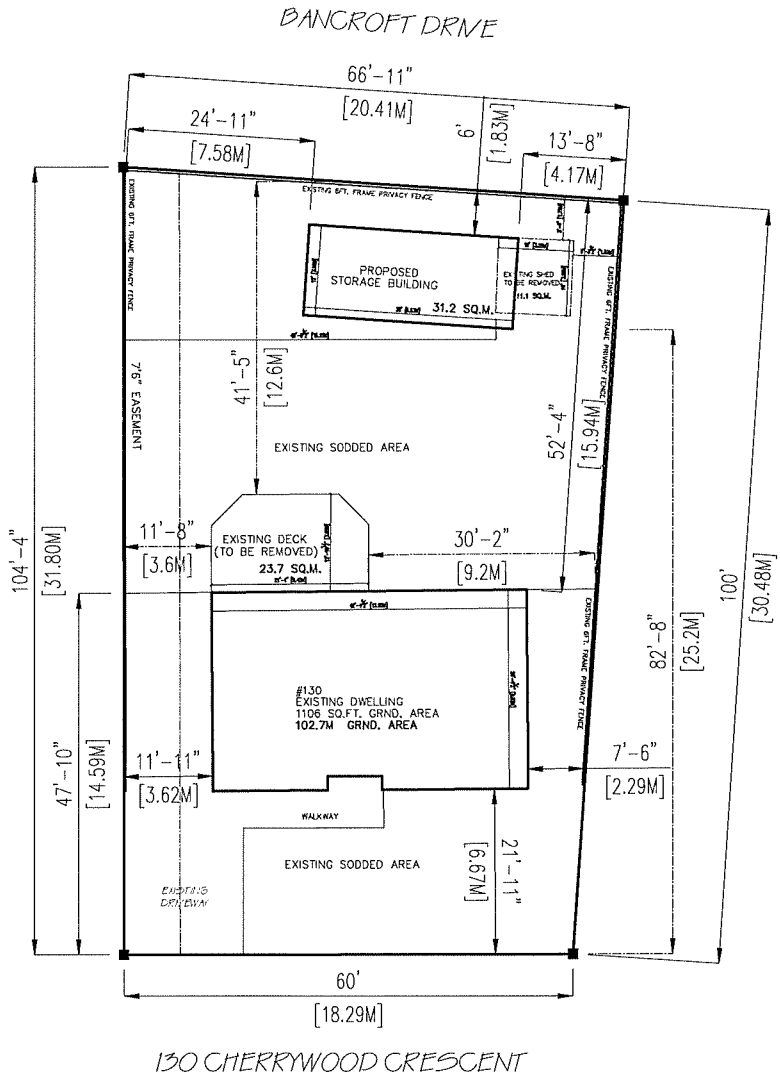 BANCROFT DRIVE
66'-11"
[20.41M]
24'-11"
[7.58M]
6'
[1.83M]
13'-8"
[4.17M]
EXISTING 6FT. FRAME PRIVACY FENCE
EXISTING 6FT. FRAME PRIVACY FENCE
PROPOSED
STORAGE BUILDING
31.2 SQ.M.
EXISTING SHED
TO BE REMOVED
11.1 SQ.M.
EXISTING 6FT. FRAME PRIVACY FENCE
7'6" EASEMENT
41'-5"
[12.6M]
52'-4"
[15.94M]
EXISTING SODDED AREA
104'-4"
[31.80M]
11'-8"
[3.6M]
EXISTING DECK
(TO BE REMOVED)
23.7 SQ.M.
30'-2"
[9.2M]
100'
[30.48M]
82'-8"
[25.2M]
EXISTING 6FT. FRAME PRIVACY FENCE
#130
EXISTING DWELLING
1106 SQ.FT. GRND. AREA
102.7M GRND. AREA
47'-10"
[14.59M]
11'-11"
[3.62M]
7'-6"
[2.29M]
WALKWAY
21'-11"
[6.67M]
EXISTING SODDED AREA
EXISTING
DRIVEWAY
60'
[18.29M]
130 CHERRYWOOD CRESCENT